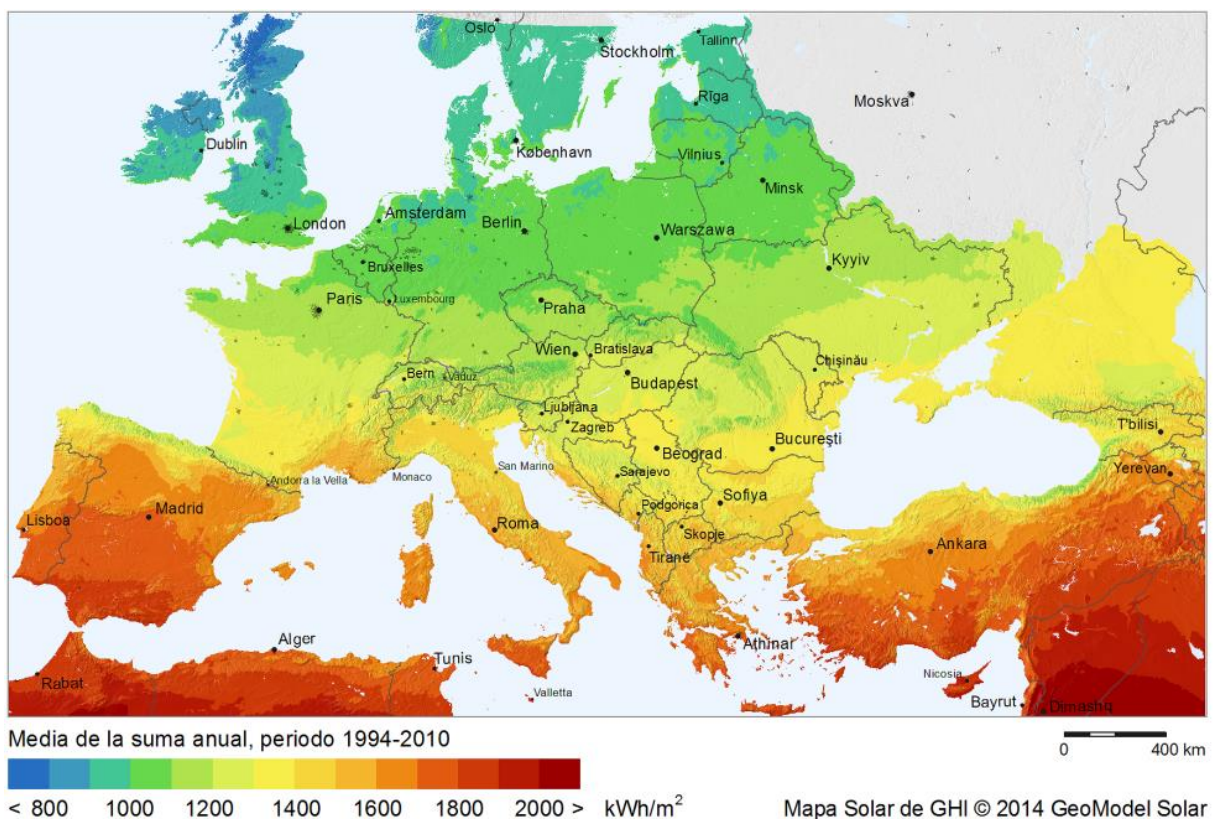 Oslo
Stockholm
Tallinn
Rīga
Moskva
Dublin
København
Vilnius
Minsk
London
Amsterdam
Berlin
Warszawa
Bruxelles
Kyyiv
Paris
Luxembourg
Praha
Wien
Bratislava
Chişinău
Bern
Vaduz
Budapest
Ljubljana
Zagreb
Bucureşti
T'bilisi
Beograd
San Marino
Monaco
Sarajevo
Andorra la Vella
Yerevan
Madrid
Lisboa
Podgorica
Sofiya
Roma
Skopje
Tiranë
Ankara
Alger
Athinar
Tunis
Rabat
Nicosia
Valletta
Bayrut
Dimashq
Media de la suma anual, periodo 1994-2010
0 400 km
< 800 1000 1200 1400 1600 1800 2000 > kWh/m²
Mapa Solar de GHI © 2014 GeoModel Solar